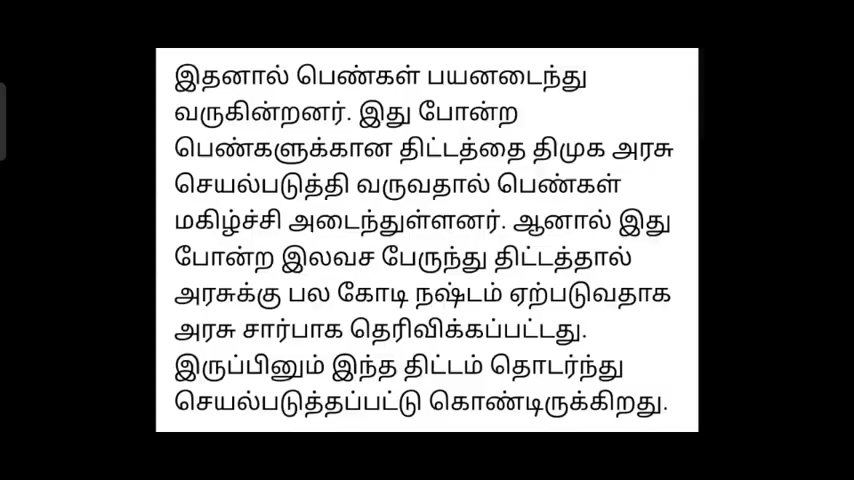 இதனால் பெண்கள் பயனடைந்து
வருகின்றனர். இது போன்ற
பெண்களுக்கான திட்டத்தை திமுக அரசு
செயல்படுத்தி வருவதால் பெண்கள்
மகிழ்ச்சி அடைந்துள்ளனர். ஆனால் இது
போன்ற இலவச பேருந்து திட்டத்தால்
அரசுக்கு பல கோடி நஷ்டம் ஏற்படுவதாக
அரசு சார்பாக தெரிவிக்கப்பட்டது.
இருப்பினும் இந்த திட்டம் தொடர்ந்து
செயல்படுத்தப்பட்டு கொண்டிருக்கிறது.